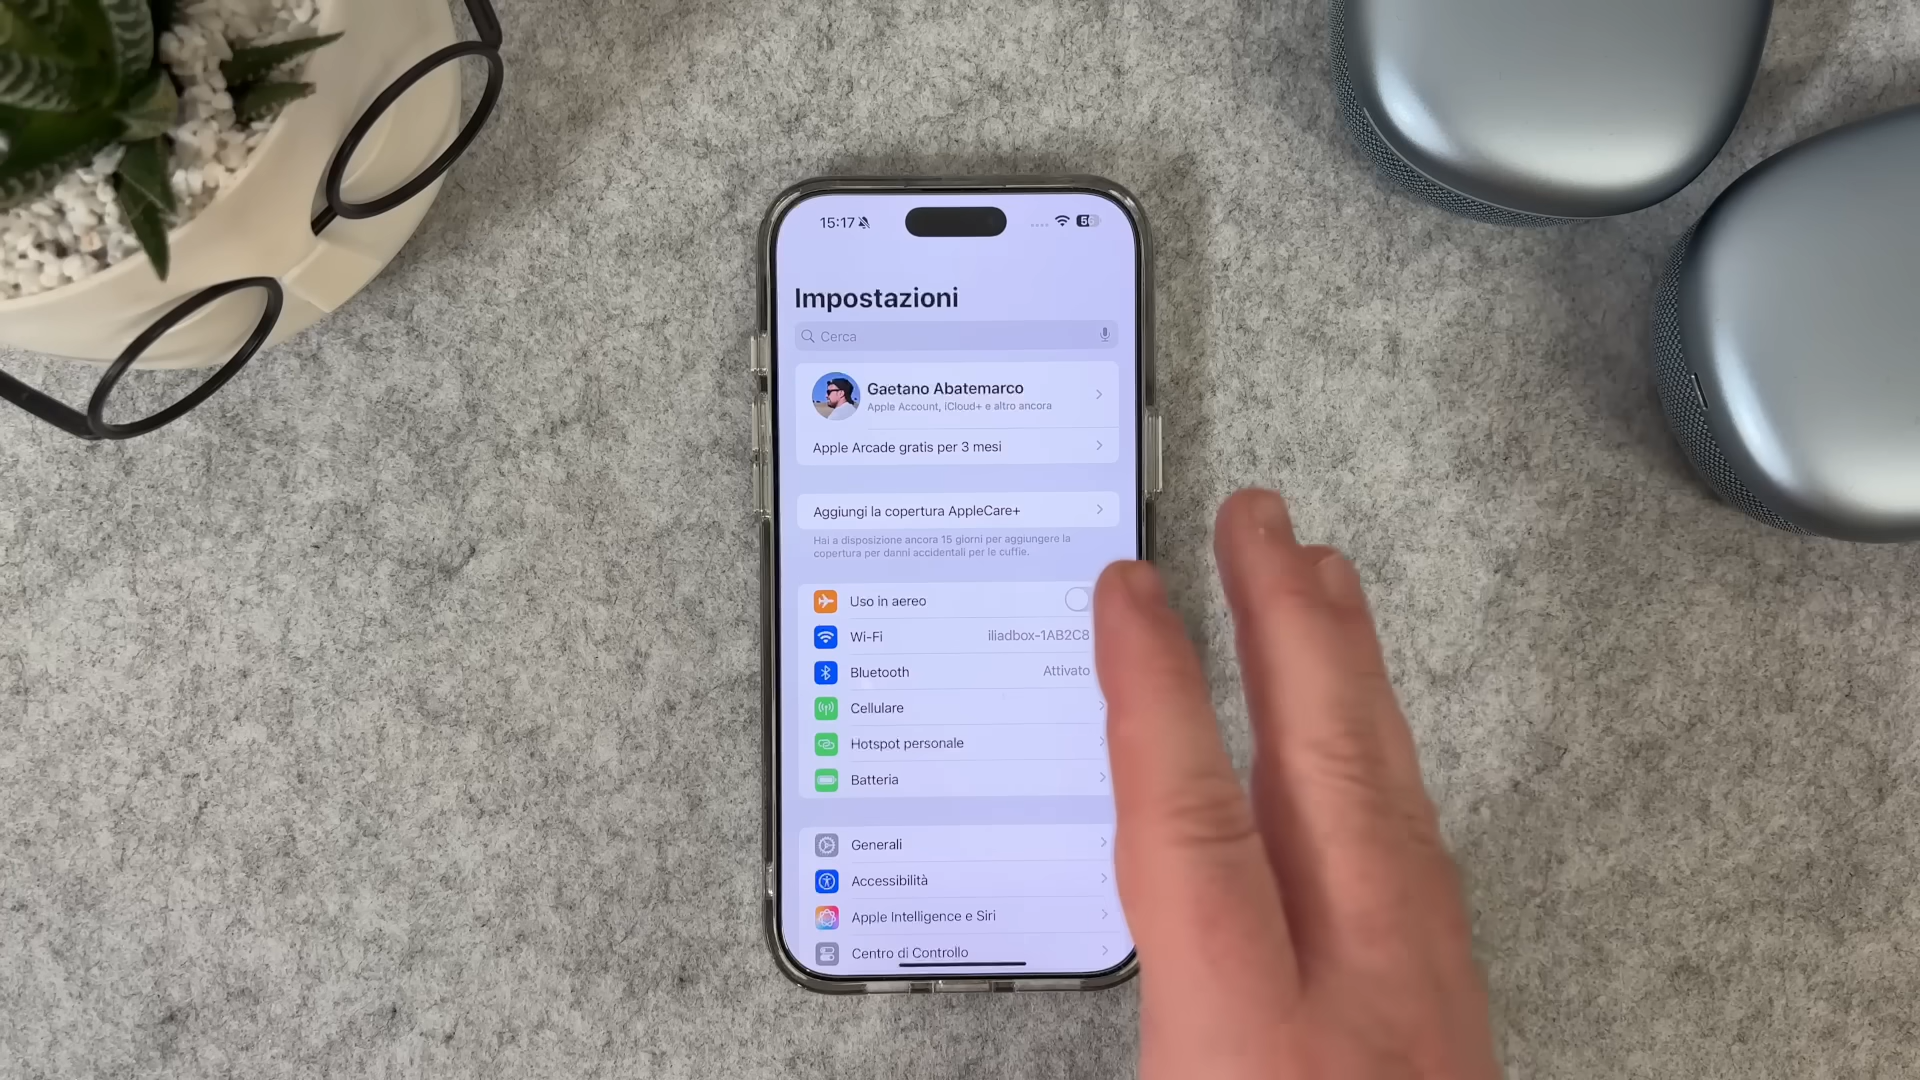 15:17
Impostazioni
Cerca
Gaetano Abatemarco
Apple Account, iCloud+ e altro ancora
Apple Arcade gratis per 3 mesi
Aggiungi la copertura AppleCare+
Hai a disposizione ancora 15 giorni per aggiungere la
copertura per danni accidentali per le cuffie.
Uso in aereo
Wi-Fi iliadbox-1AB2C8
Bluetooth Attivato
Cellulare
Hotspot personale
Batteria
Generali
Accessibilità
Apple Intelligence e Siri
Centro di Controllo